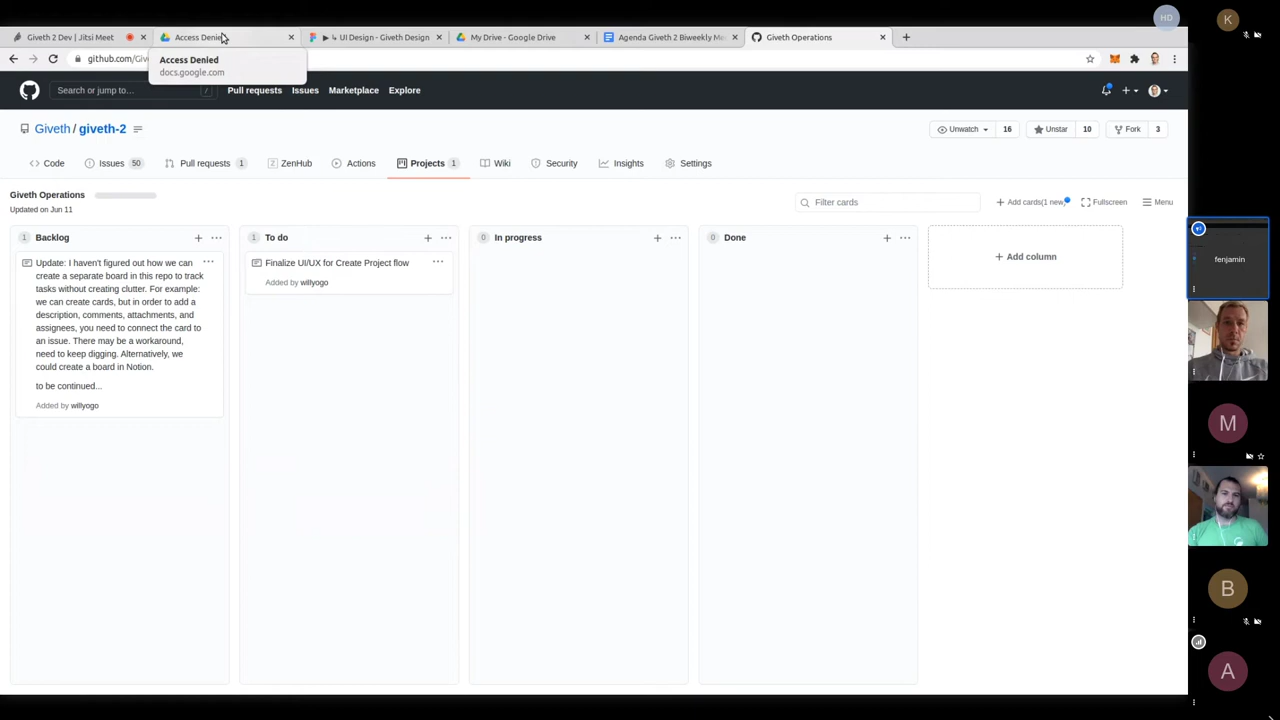 Giveth 2 Dev | Jitsi Meet
Access Denied
▶ ↳ UI Design - Giveth Design
My Drive - Google Drive
Agenda Giveth 2 Biweekly Me
Giveth Operations
github.com/Giv
Access Denied
docs.google.com
Search or jump to…
/
Pull requests
Issues
Marketplace
Explore
Giveth / giveth-2
Unwatch
16
Unstar
10
Fork
3
Code
Issues 50
Pull requests 1
ZenHub
Actions
Projects 1
Wiki
Security
Insights
Settings
Giveth Operations
Updated on Jun 11
Filter cards
+ Add cards(1 new)
Fullscreen
Menu
1 Backlog
1 To do
0 In progress
0 Done
+ Add column
Update: I haven't figured out how we can
create a separate board in this repo to track
tasks without creating clutter. For example:
we can create cards, but in order to add a
description, comments, attachments, and
assignees, you need to connect the card to
an issue. There may be a workaround,
need to keep digging. Alternatively, we
could create a board in Notion.
to be continued...
Added by willyogo
Finalize UI/UX for Create Project flow
Added by willyogo
HD
K
fenjamin
M
B
A